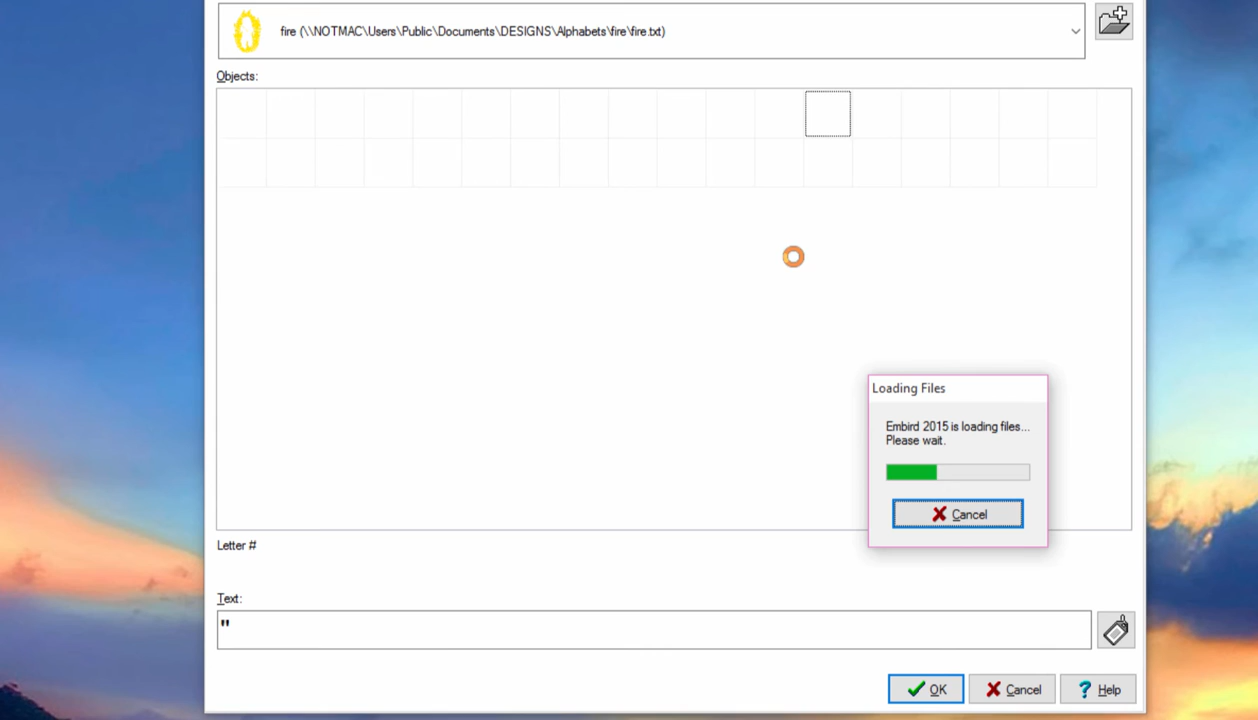 fire (\\NOTMAC\Users\Public\Documents\DESIGNS\Alphabets\fire\fire.txt)
Objects:
Loading Files
Embird 2015 is loading files...
Please wait.
Cancel
Letter #
Text:
"
OK Cancel Help